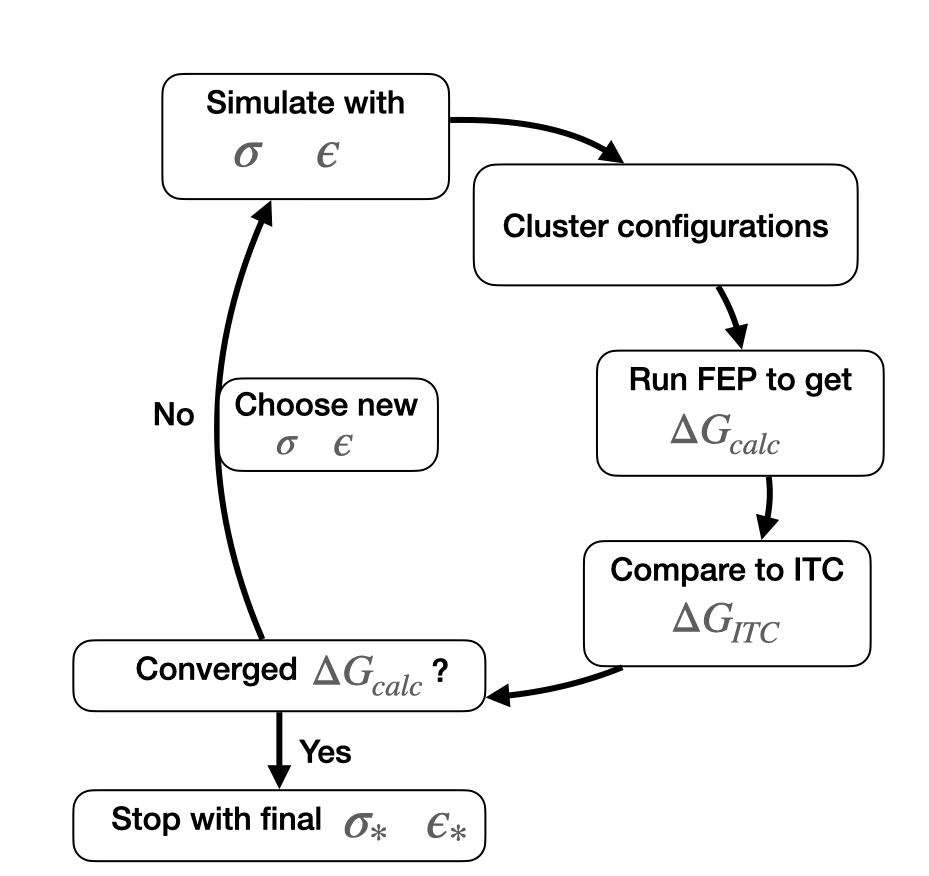 Simulate with
σ ϵ
Cluster configurations
Run FEP to get
ΔG_calc
Compare to ITC
ΔG_ITC
Converged ΔG_calc ?
No
Choose new
σ ϵ
Yes
Stop with final σ_* ϵ_*